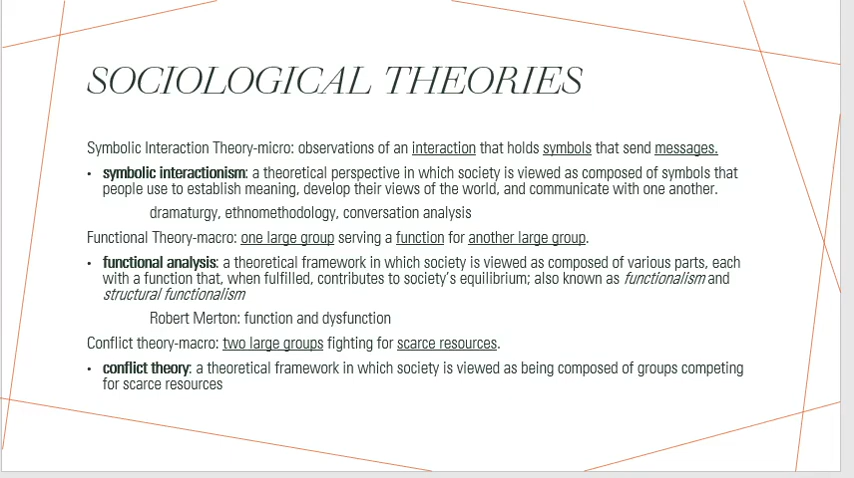 SOCIOLOGICAL THEORIES
Symbolic Interaction Theory-micro: observations of an interaction that holds symbols that send messages.
• symbolic interactionism: a theoretical perspective in which society is viewed as composed of symbols that
people use to establish meaning, develop their views of the world, and communicate with one another.
dramaturgy, ethnomethodology, conversation analysis
Functional Theory-macro: one large group serving a function for another large group.
• functional analysis: a theoretical framework in which society is viewed as composed of various parts, each
with a function that, when fulfilled, contributes to society's equilibrium; also known as functionalism and
structural functionalism
Robert Merton: function and dysfunction
Conflict theory-macro: two large groups fighting for scarce resources.
• conflict theory: a theoretical framework in which society is viewed as being composed of groups competing
for scarce resources